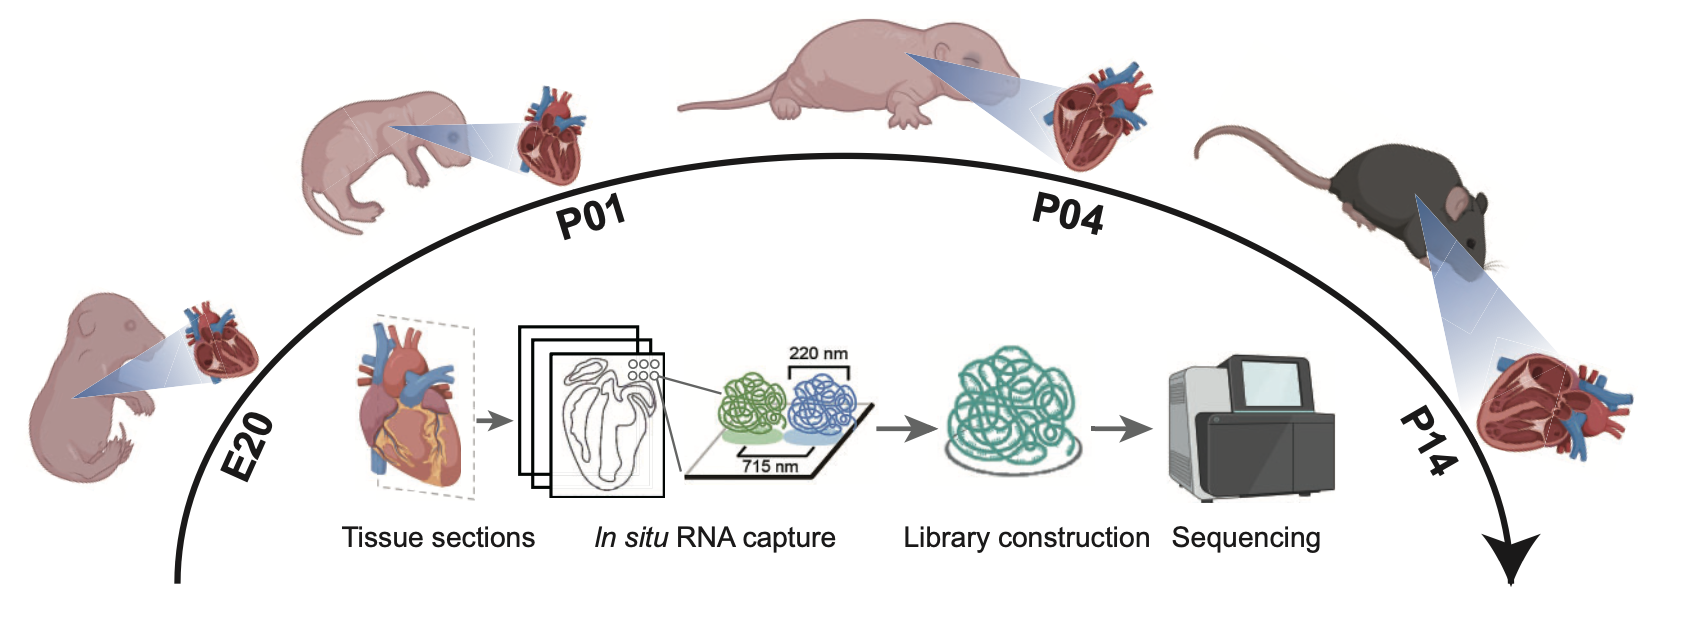 E20
P01
P04
P14
220 nm
715 nm
Tissue sections
In situ RNA capture
Library construction
Sequencing